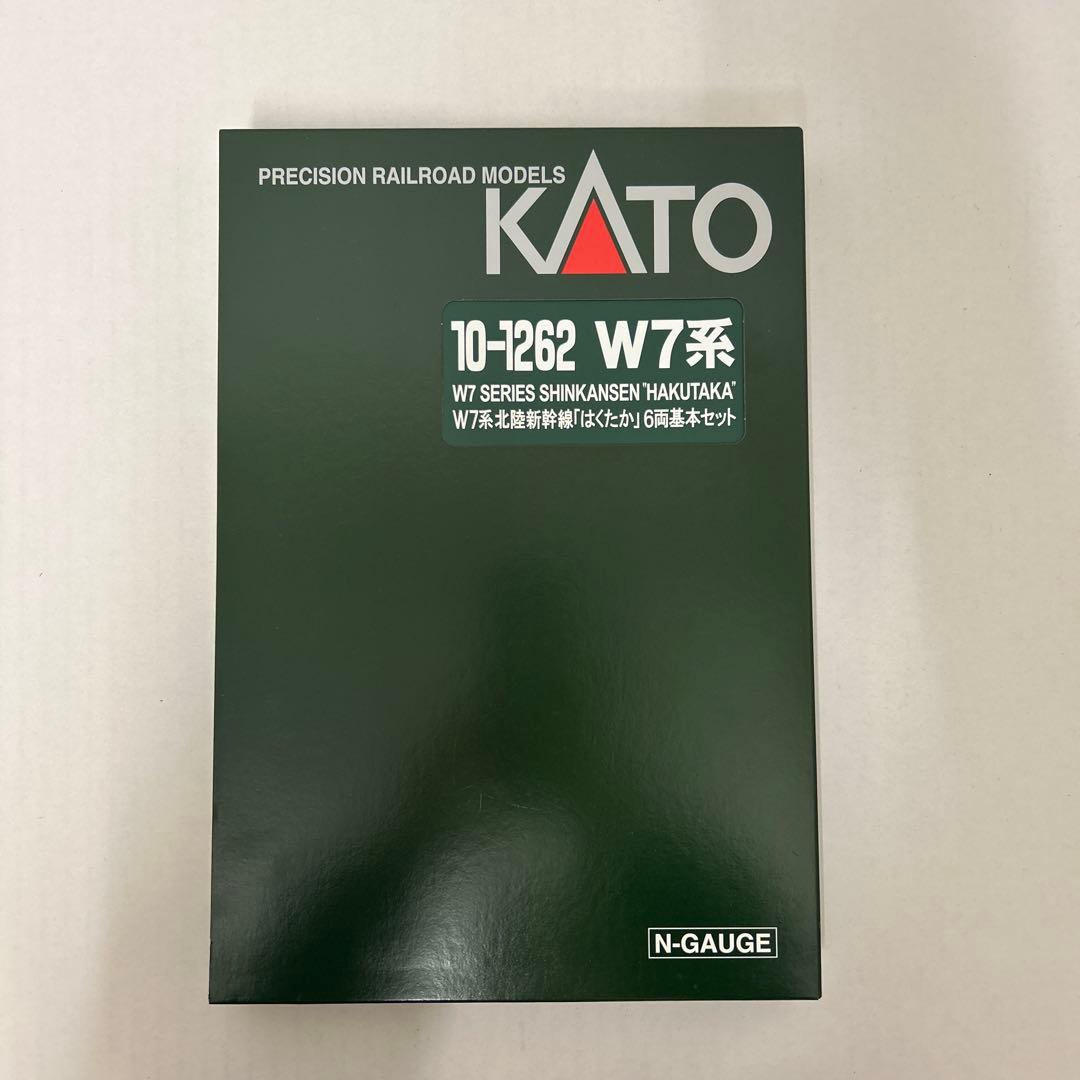 PRECISION RAILROAD MODELS
KATO
10-1262 W7系
W7 SERIES SHINKANSEN "HAKUTAKA"
W7系北陸新幹線「はくたか」6両基本セット
N-GAUGE